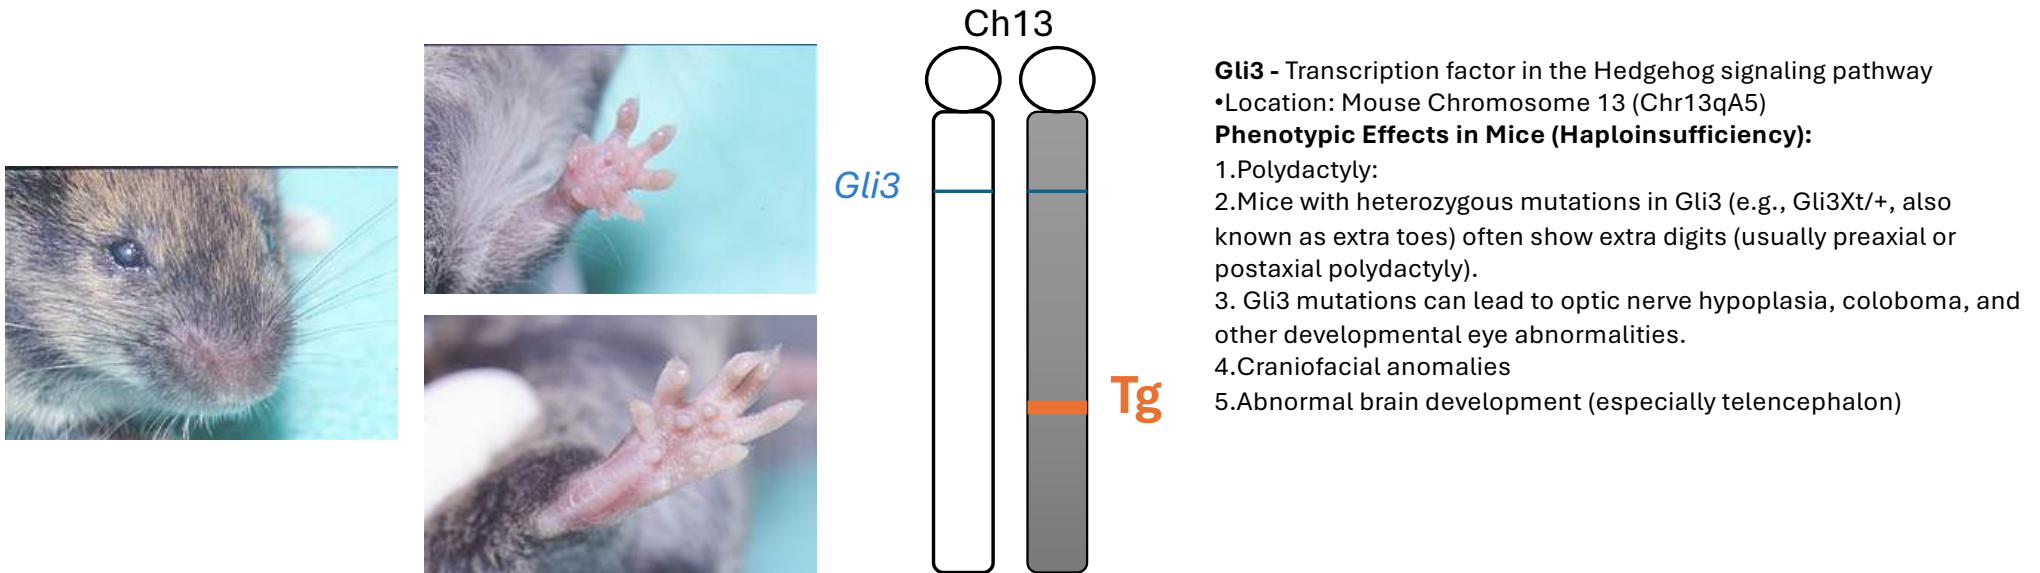 Ch13
Gli3
Tg
Gli3 - Transcription factor in the Hedgehog signaling pathway
•Location: Mouse Chromosome 13 (Chr13qA5)
Phenotypic Effects in Mice (Haploinsufficiency):
1.Polydactyly:
2.Mice with heterozygous mutations in Gli3 (e.g., Gli3Xt/+, also
known as extra toes) often show extra digits (usually preaxial or
postaxial polydactyly).
3. Gli3 mutations can lead to optic nerve hypoplasia, coloboma, and
other developmental eye abnormalities.
4.Craniofacial anomalies
5.Abnormal brain development (especially telencephalon)